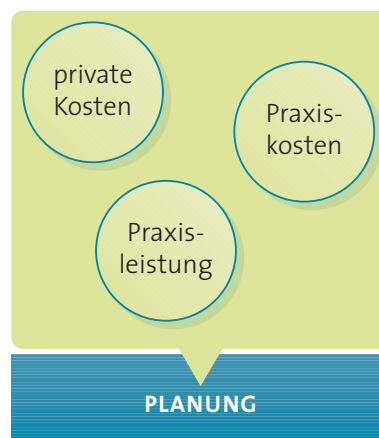 private
Kosten
Praxis-
kosten
Praxis-
leistung
PLANUNG